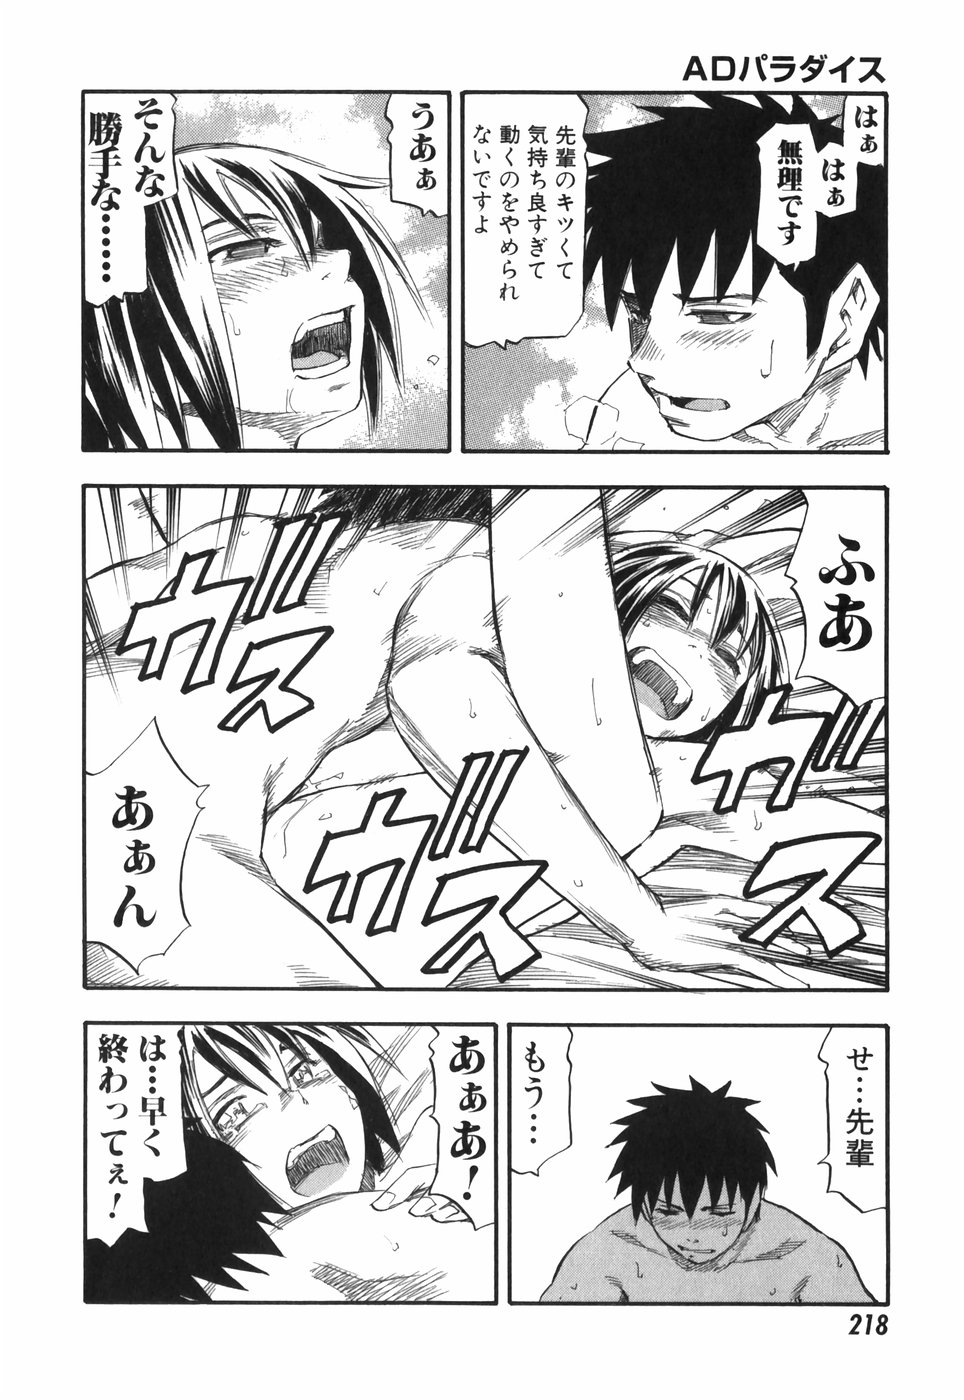 ADパラダイス
はぁ
はぁ
無理です
先輩のキツくて
気持ち良すぎて
動くのをやめられ
ないですよ
うあぁ
そんな
勝手な……
ふあ
ガス
ガス
ガス
ガス
あぁん
せ…先輩
もう…
あぁあ!
は…早く
終わってぇ!
218